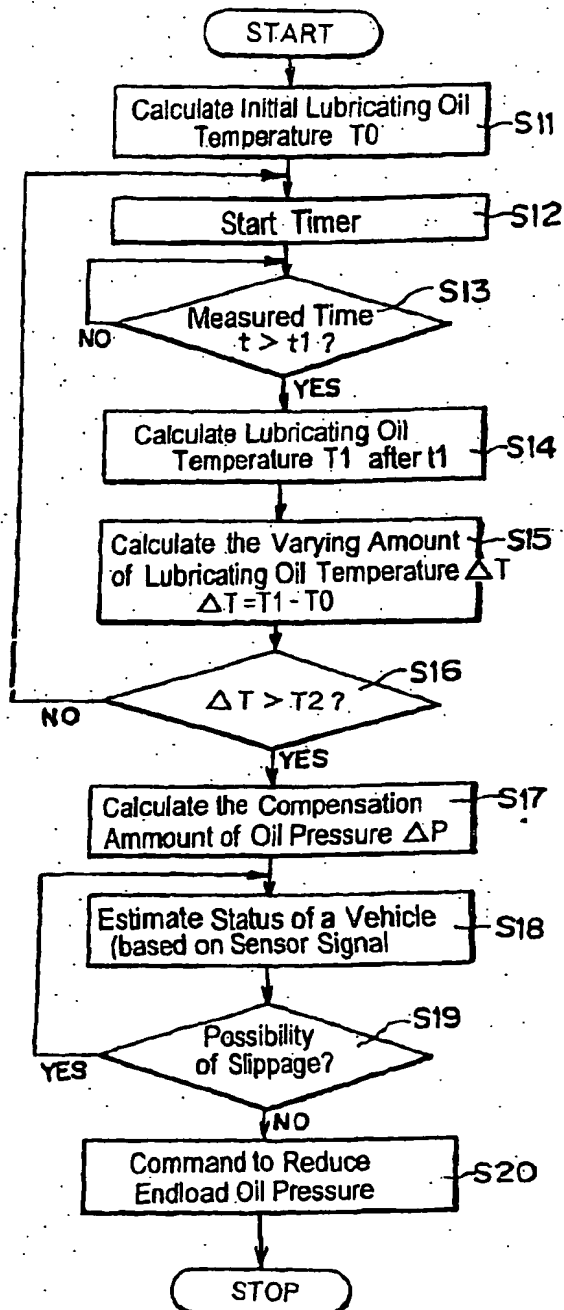 START
Calculate Initial Lubricating Oil
Temperature T0
S11
Start Timer
S12
S13
Measured Time
t > t1 ?
NO
YES
Calculate Lubricating Oil
Temperature T1 after t1
S14
Calculate the Varying Amount
of Lubricating Oil Temperature ΔT
ΔT = T1 - T0
S15
S16
ΔT > T2 ?
NO
YES
Calculate the Compensation
Ammount of Oil Pressure ΔP
S17
Estimate Status of a Vehicle
(based on Sensor Signal
S18
S19
Possibility
of Slippage?
YES
NO
Command to Reduce
Endload Oil Pressure
S20
STOP